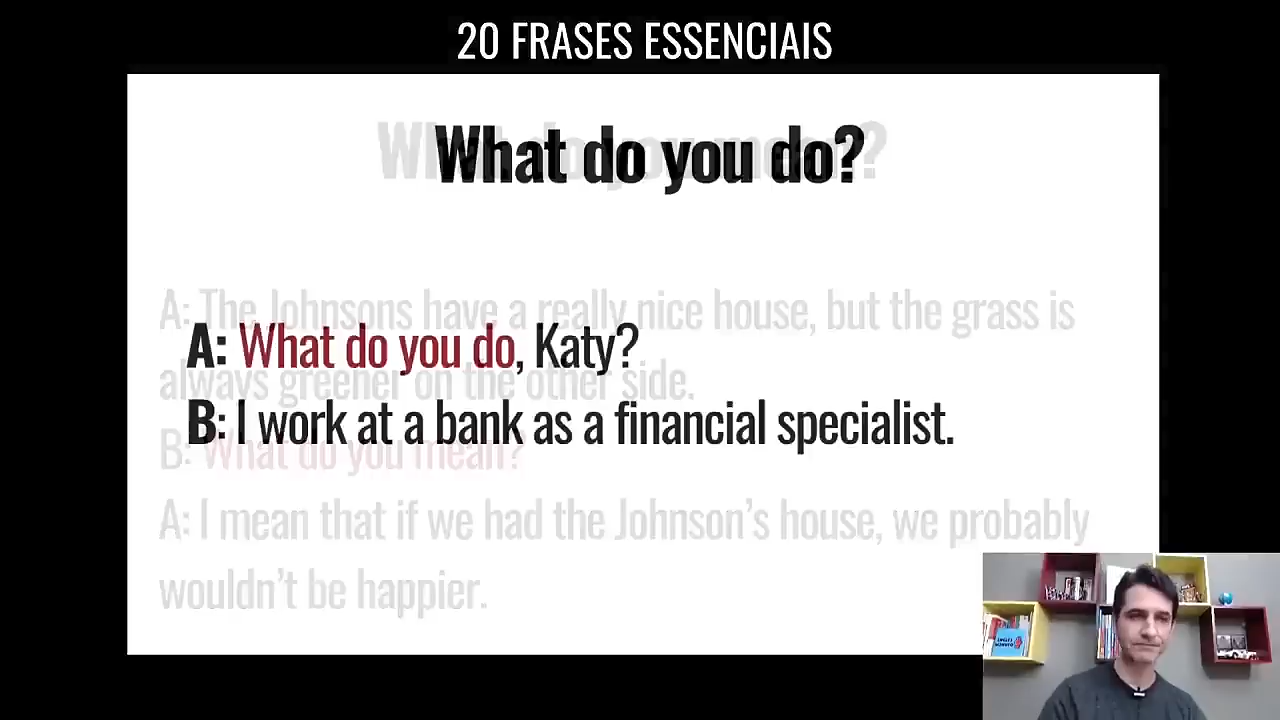 20 FRASES ESSENCIAIS
What do you mean?
What do you do?
A: The Johnsons have a really nice house, but the grass is
A: What do you do, Katy?
always greener on the other side.
B: I work at a bank as a financial specialist.
B: What do you mean?
A: I mean that if we had the Johnson's house, we probably
wouldn't be happier.